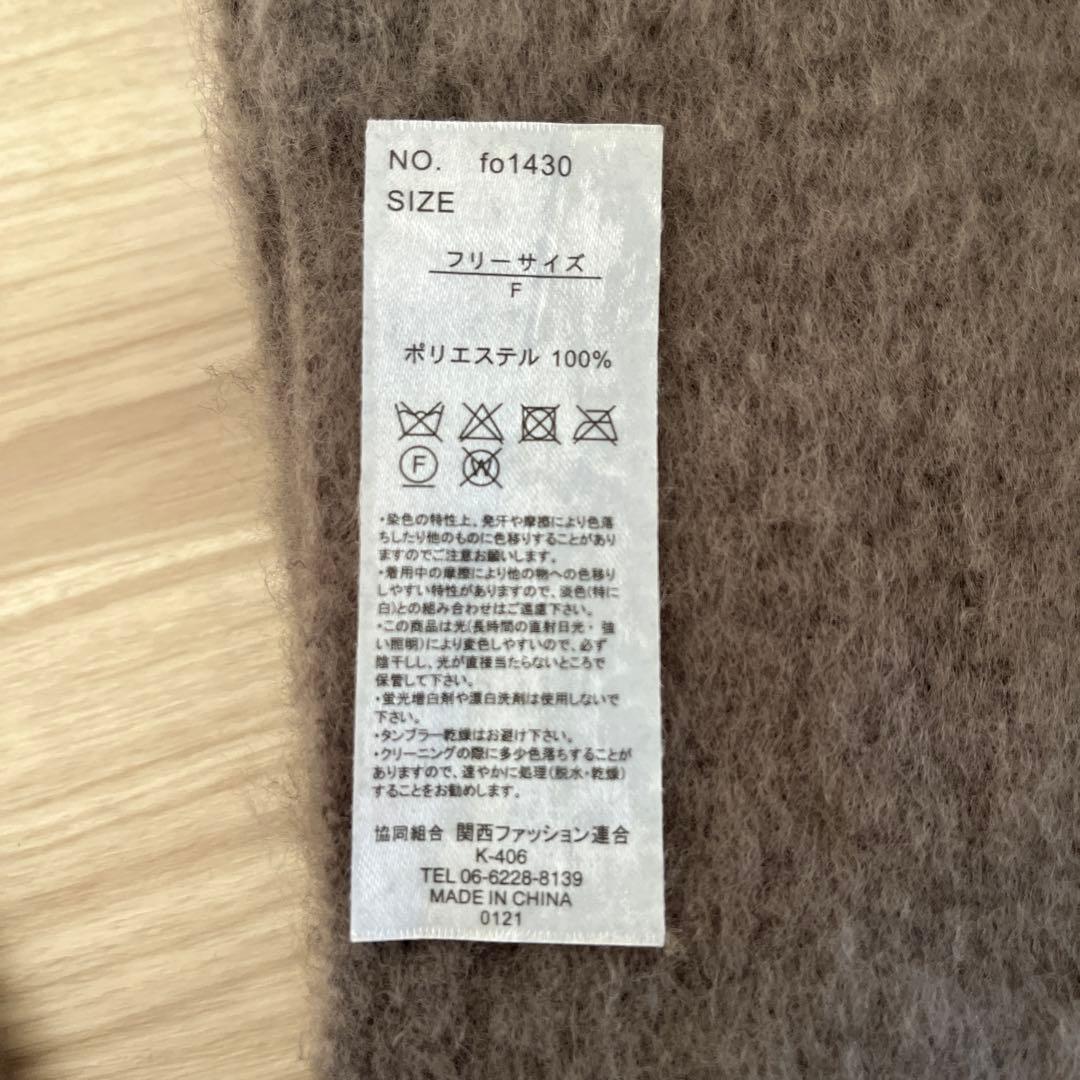 NO. fo1430
SIZE
フリーサイズ
F
ポリエステル 100%
F
W
・染色の特性上、発汗や摩擦により色落
ちしたり他のものに色移りすることがあり
ますのでご注意お願いします。
・着用中の摩擦により他の物への色移り
しやすい特性がありますので、淡色(特に
白)との組み合わせはご遠慮下さい。
・この商品は光(長時間の直射日光・強
い照明)により変色しやすいので、必ず
陰干しし、光が直接当たらないところで
保管して下さい。
・蛍光増白剤や漂白洗剤は使用しないで
下さい。
・タンブラー乾燥はお避け下さい。
・クリーニングの際に多少色落ちすることが
ありますので、速やかに処理(脱水・乾燥)
することをお勧めします。
協同組合 関西ファッション連合
K-406
TEL 06-6228-8139
MADE IN CHINA
0121